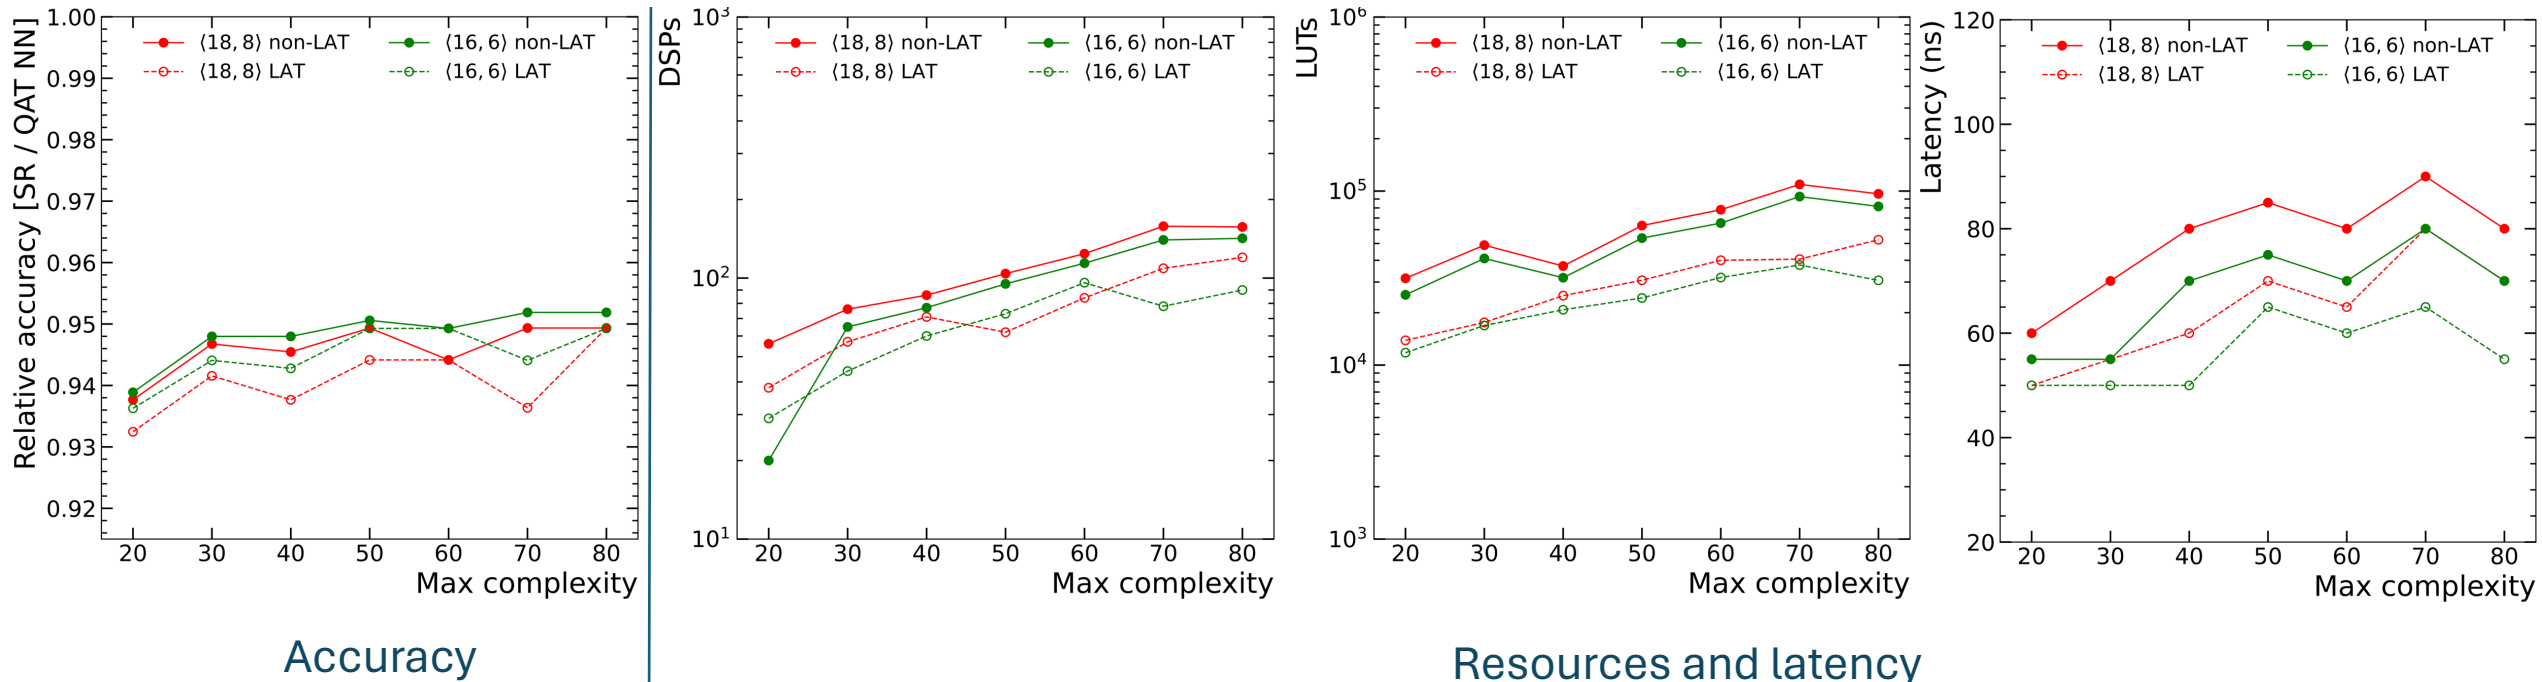 Relative accuracy [SR / QAT NN]
1.00
0.99
0.98
0.97
0.96
0.95
0.94
0.93
0.92
⟨18, 8⟩ non-LAT
⟨18, 8⟩ LAT
⟨16, 6⟩ non-LAT
⟨16, 6⟩ LAT
20 30 40 50 60 70 80
Max complexity
Accuracy
DSPs
10³
10²
10¹
⟨18, 8⟩ non-LAT
⟨18, 8⟩ LAT
⟨16, 6⟩ non-LAT
⟨16, 6⟩ LAT
20 30 40 50 60 70 80
Max complexity
LUTs
10⁶
10⁵
10⁴
10³
⟨18, 8⟩ non-LAT
⟨18, 8⟩ LAT
⟨16, 6⟩ non-LAT
⟨16, 6⟩ LAT
20 30 40 50 60 70 80
Max complexity
Latency (ns)
120
100
80
60
40
20
⟨18, 8⟩ non-LAT
⟨18, 8⟩ LAT
⟨16, 6⟩ non-LAT
⟨16, 6⟩ LAT
20 30 40 50 60 70 80
Max complexity
Resources and latency